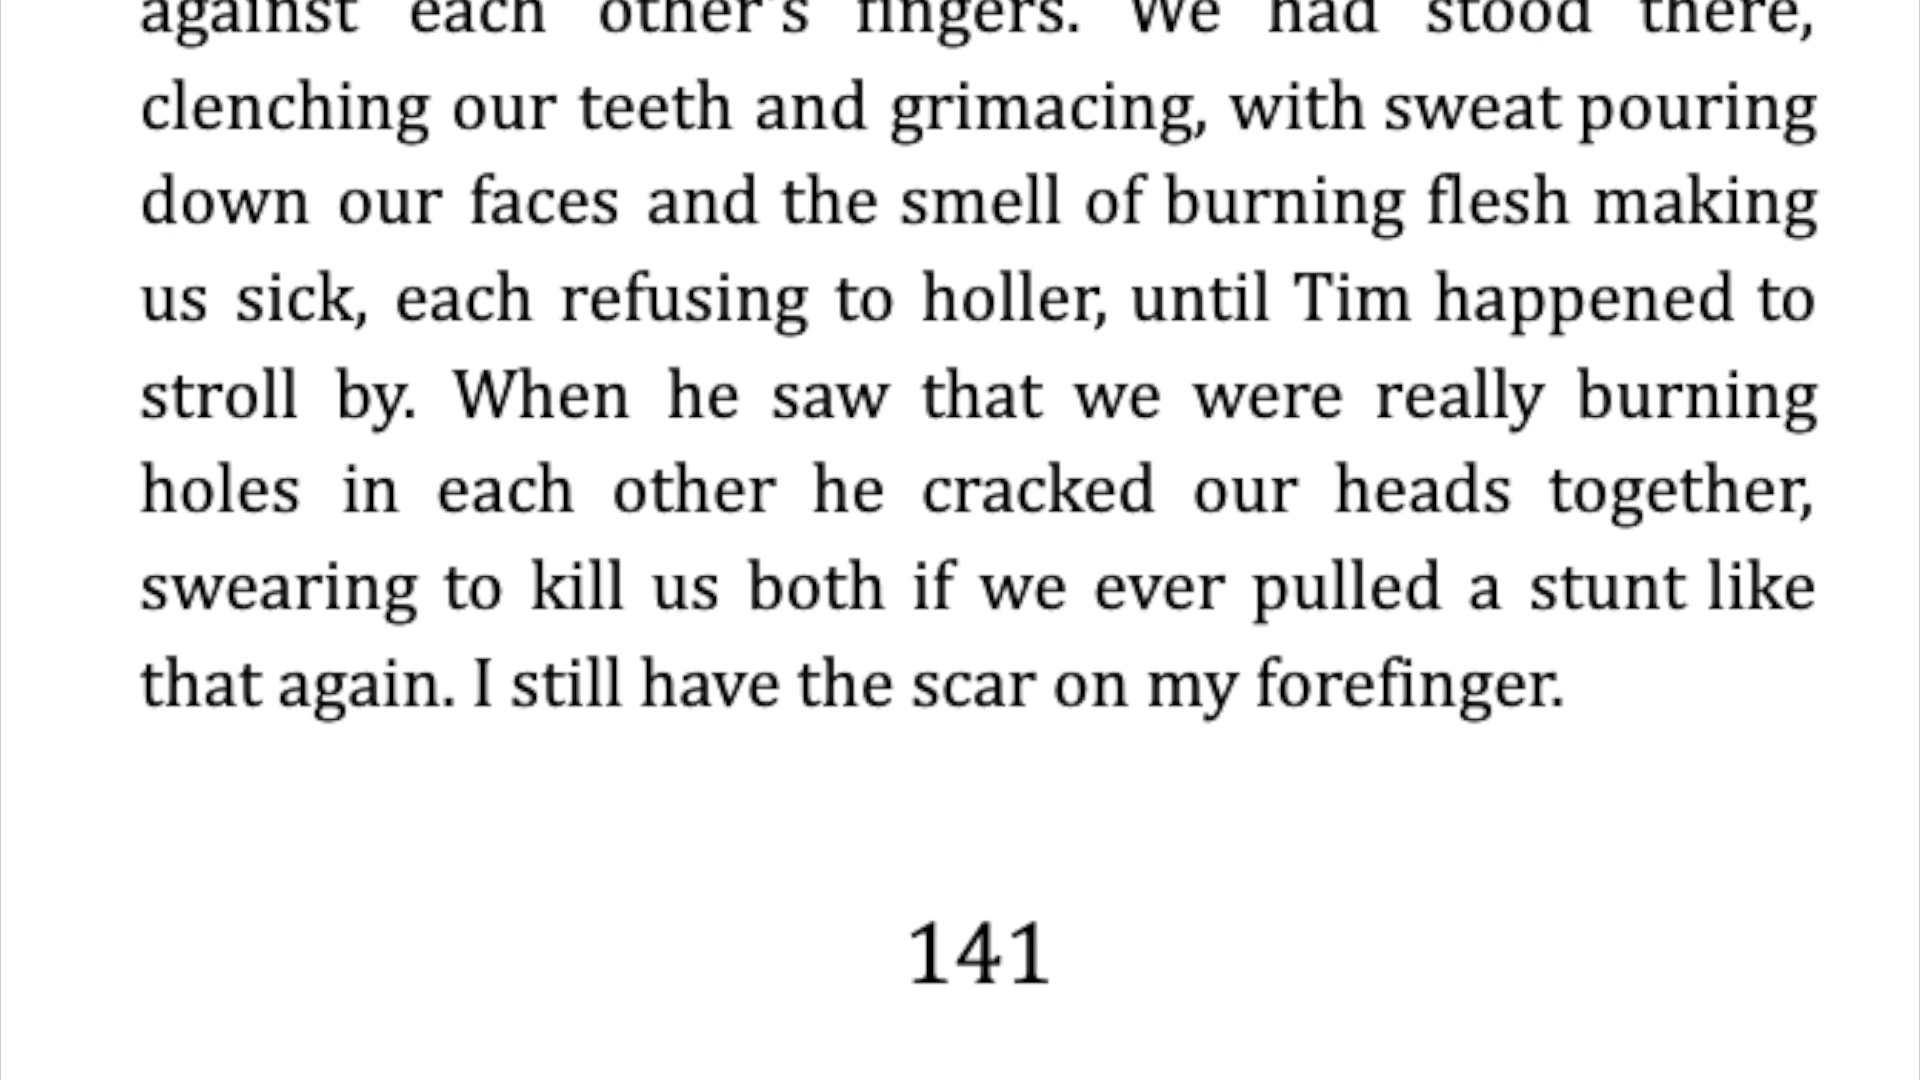 against each other's fingers. We had stood there,
clenching our teeth and grimacing, with sweat pouring
down our faces and the smell of burning flesh making
us sick, each refusing to holler, until Tim happened to
stroll by. When he saw that we were really burning
holes in each other he cracked our heads together,
swearing to kill us both if we ever pulled a stunt like
that again. I still have the scar on my forefinger.
141